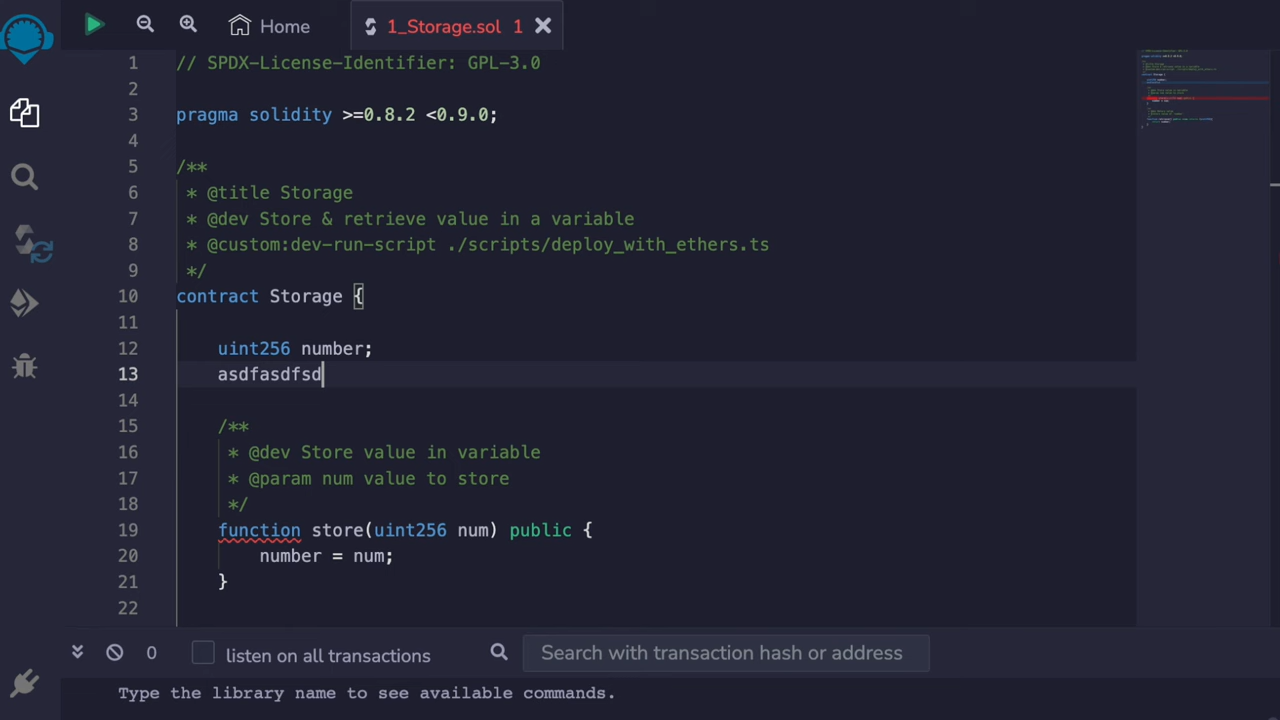 Home
1_Storage.sol 1
1 // SPDX-License-Identifier: GPL-3.0
2
3 pragma solidity >=0.8.2 <0.9.0;
4
5 /**
6 * @title Storage
7 * @dev Store & retrieve value in a variable
8 * @custom:dev-run-script ./scripts/deploy_with_ethers.ts
9 */
10 contract Storage {
11
12 uint256 number;
13 asdfasdfsd
14
15 /**
16 * @dev Store value in variable
17 * @param num value to store
18 */
19 function store(uint256 num) public {
20 number = num;
21 }
22
0 listen on all transactions Search with transaction hash or address
Type the library name to see available commands.